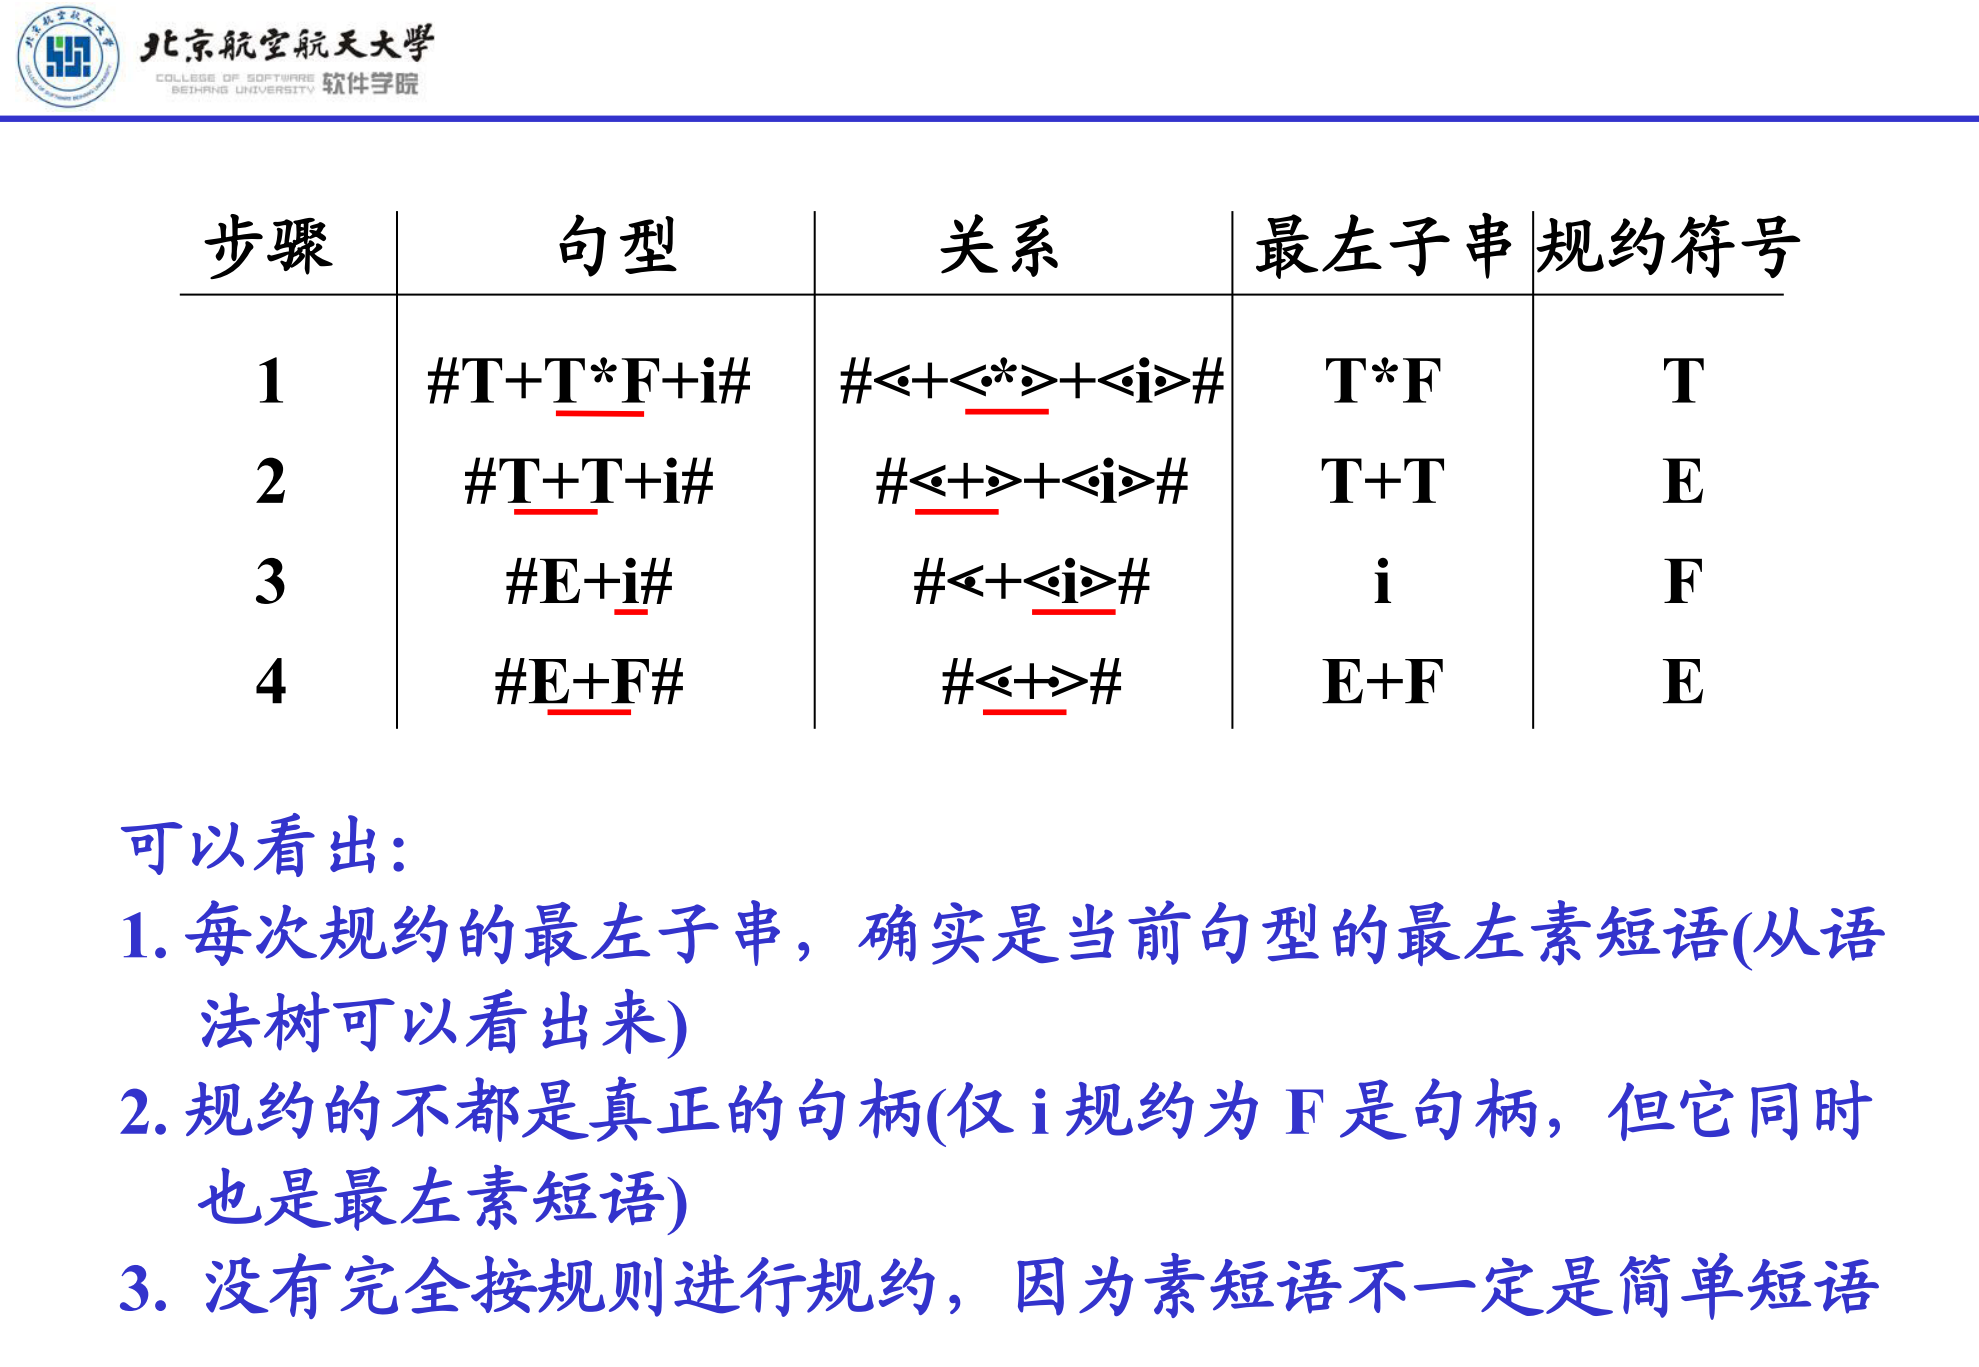 北京航空航天大学
COLLEGE OF SOFTWARE 软件学院
BEIHANG UNIVERSITY
步骤 句型 关系 最左子串 规约符号
1 #T+T*F+i# #⋖+⋖*⋗+⋖i⋗# T*F T
2 #T+T+i# #⋖+⋗+⋖i⋗# T+T E
3 #E+i# #⋖+⋖i⋗# i F
4 #E+F# #⋖+⋗# E+F E
可以看出：
1. 每次规约的最左子串，确实是当前句型的最左素短语(从语
法树可以看出来)
2. 规约的不都是真正的句柄(仅 i 规约为 F 是句柄，但它同时
也是最左素短语)
3. 没有完全按规则进行规约，因为素短语不一定是简单短语